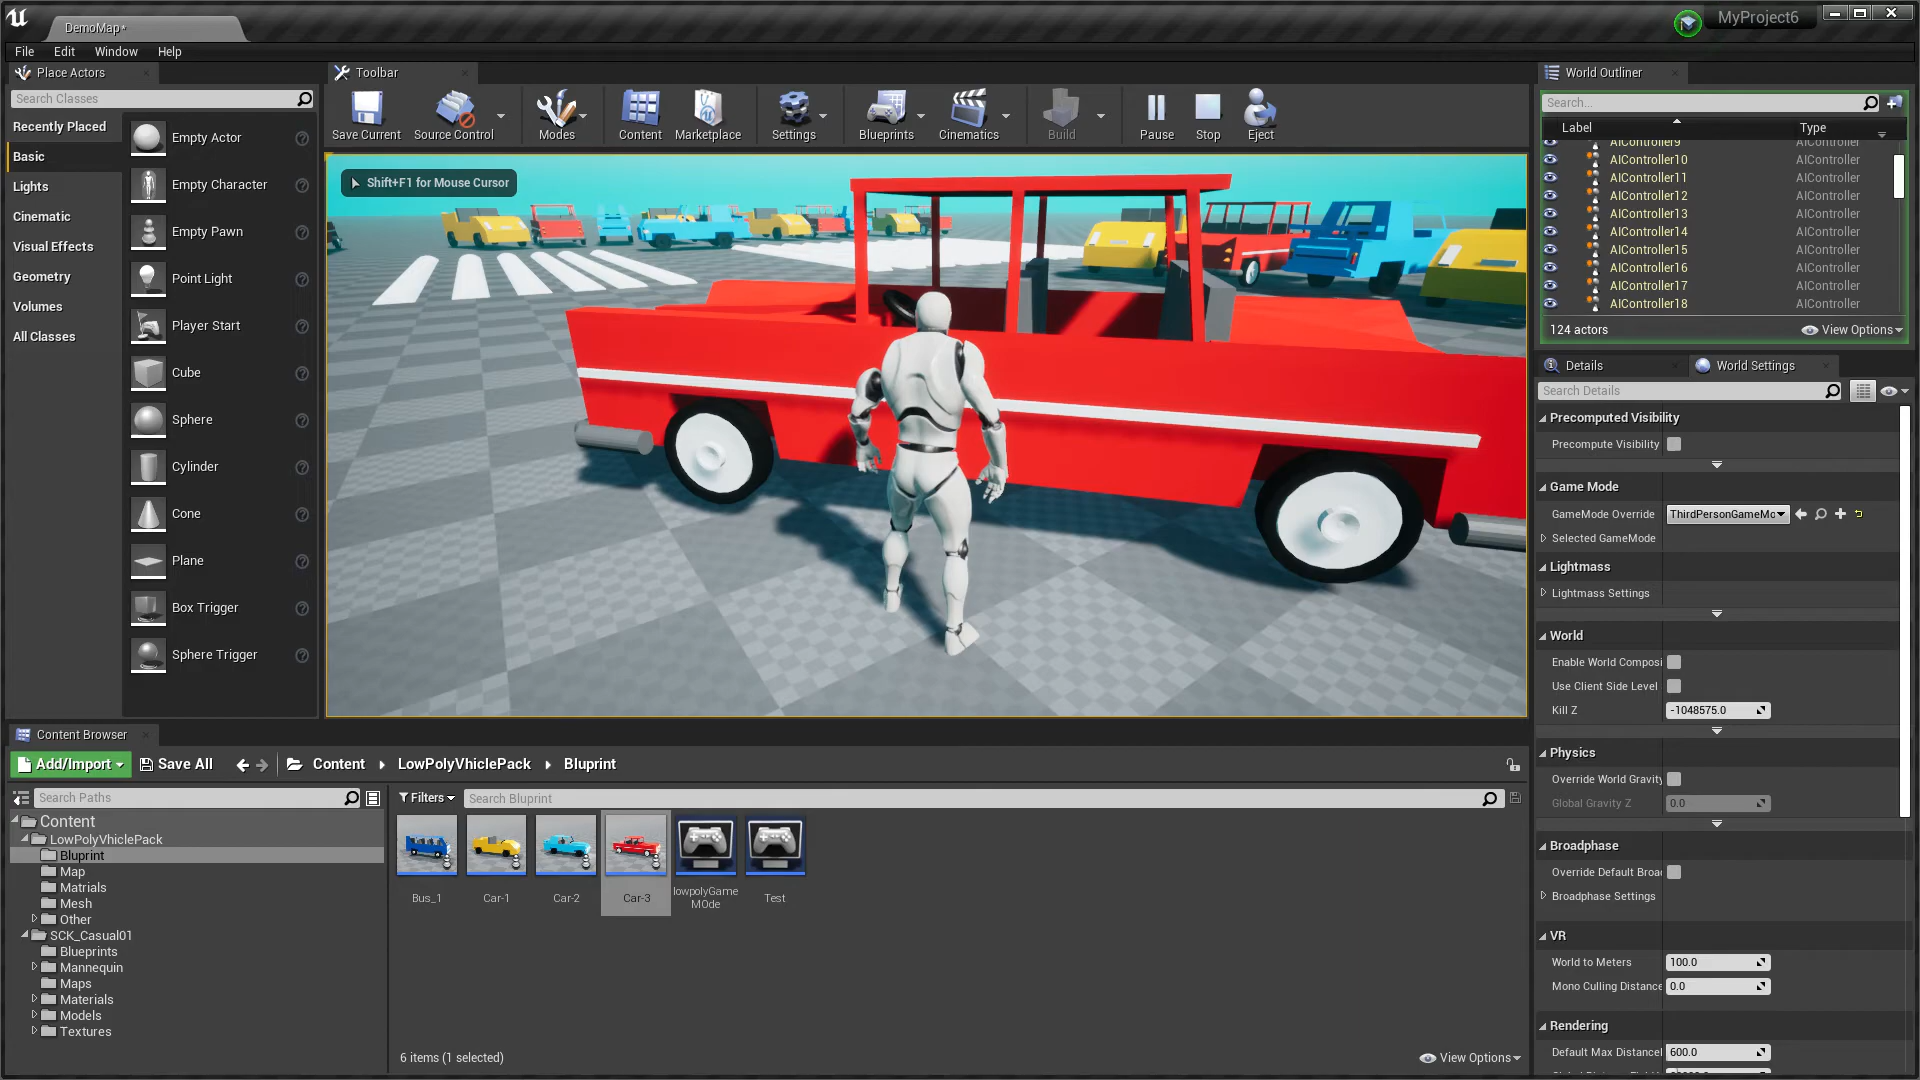 DemoMap*
MyProject6
File Edit Window Help
Place Actors
Search Classes
Recently Placed
Basic
Lights
Cinematic
Visual Effects
Geometry
Volumes
All Classes
Empty Actor
Empty Character
Empty Pawn
Point Light
Player Start
Cube
Sphere
Cylinder
Cone
Plane
Box Trigger
Sphere Trigger
Toolbar
Save Current
Source Control
Modes
Content
Marketplace
Settings
Blueprints
Cinematics
Build
Pause
Stop
Eject
Shift+F1 for Mouse Cursor
World Outliner
Search...
Label Type
AIController9 AIController
AIController10 AIController
AIController11 AIController
AIController12 AIController
AIController13 AIController
AIController14 AIController
AIController15 AIController
AIController16 AIController
AIController17 AIController
AIController18 AIController
124 actors View Options
Details World Settings
Search Details
Precomputed Visibility
Precompute Visibility
Game Mode
GameMode Override ThirdPersonGameMo
Selected GameMode
Lightmass
Lightmass Settings
World
Enable World Composi
Use Client Side Level
Kill Z -1048575.0
Physics
Override World Gravity
Global Gravity Z 0.0
Broadphase
Override Default Broa
Broadphase Settings
VR
World to Meters 100.0
Mono Culling Distance 0.0
Rendering
Default Max Distance 600.0
Content Browser
Add/Import Save All Content LowPolyVhiclePack Bluprint
Search Paths
Content
LowPolyVhiclePack
Bluprint
Map
Matrials
Mesh
Other
SCK_Casual01
Blueprints
Mannequin
Maps
Materials
Models
Textures
Filters Search Bluprint
Bus_1
Car-1
Car-2
Car-3
lowpolyGame
MOde
Test
6 items (1 selected) View Options